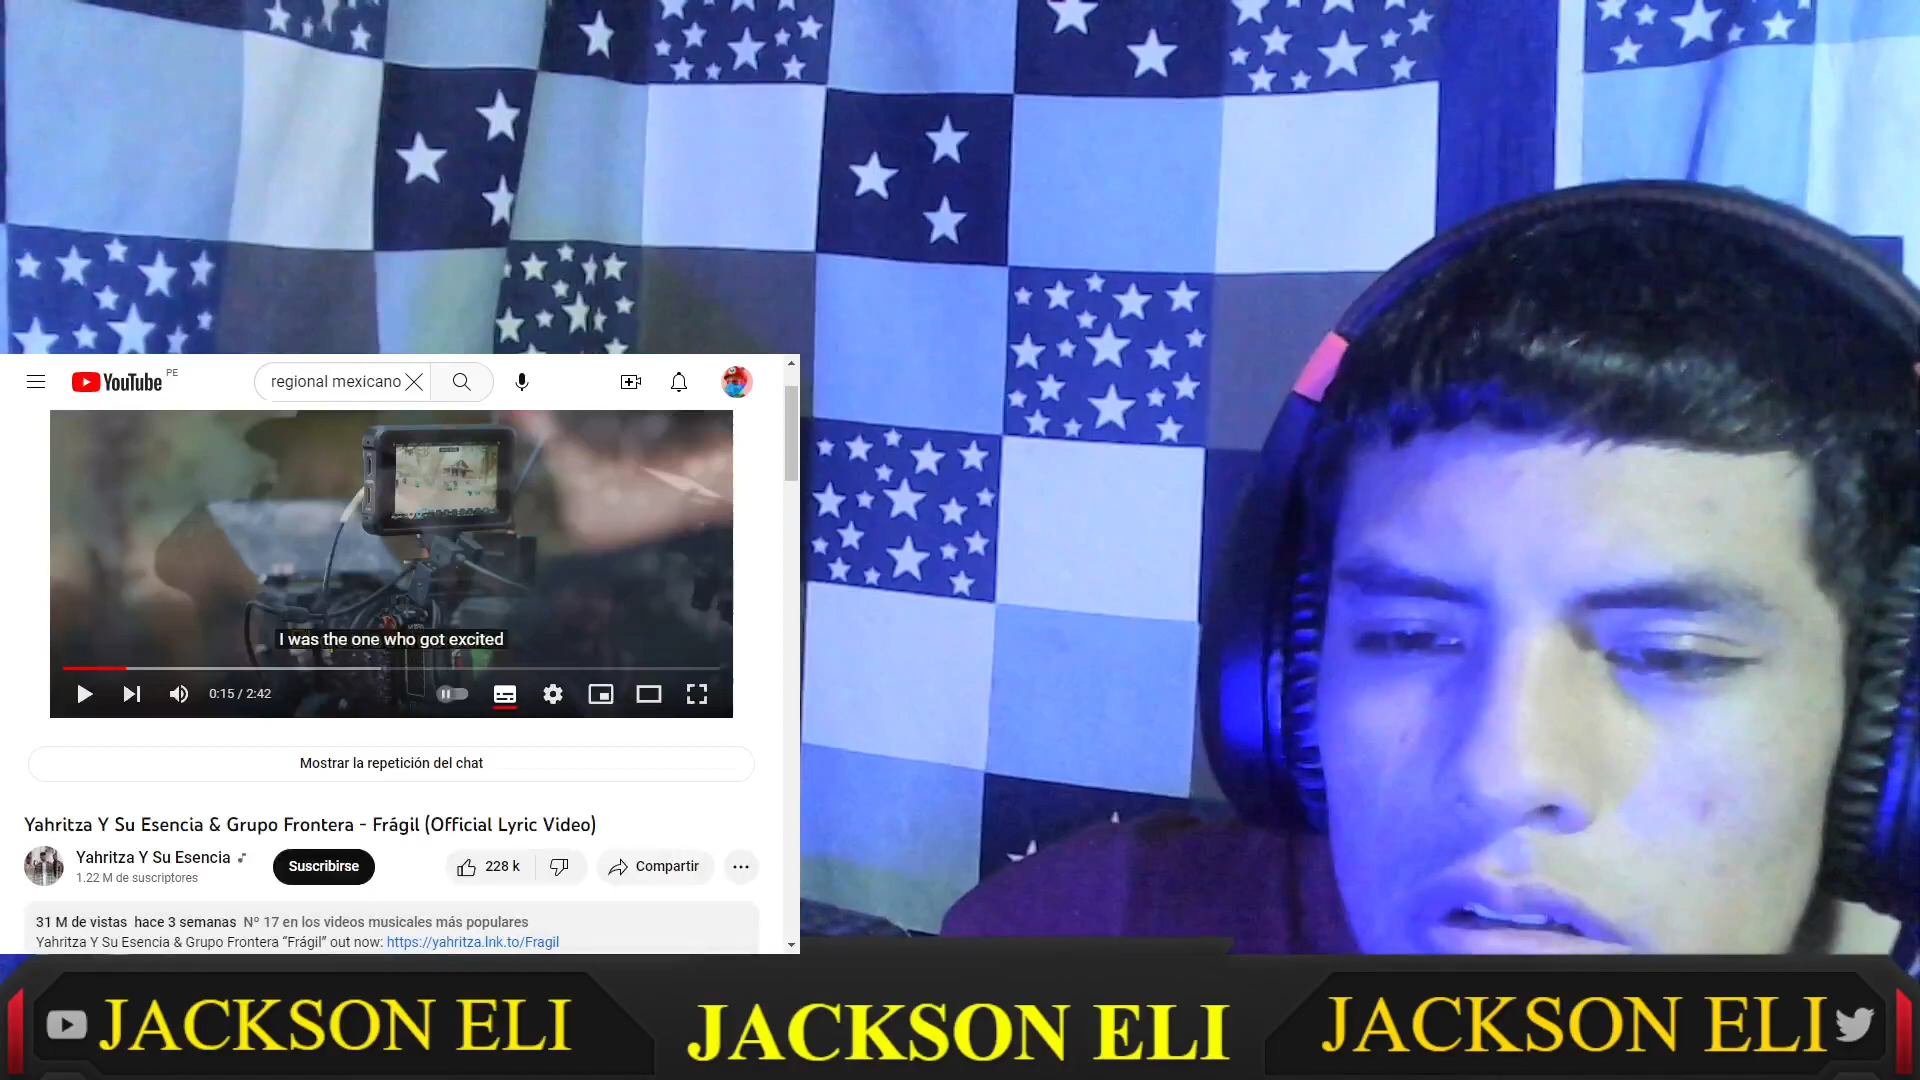 YouTube PE
regional mexicano
I was the one who got excited
0:15 / 2:42
Mostrar la repetición del chat
Yahritza Y Su Esencia & Grupo Frontera - Frágil (Official Lyric Video)
Yahritza Y Su Esencia
1.22 M de suscriptores
Suscribirse
228 k
Compartir
31 M de vistas hace 3 semanas Nº 17 en los videos musicales más populares
Yahritza Y Su Esencia & Grupo Frontera “Frágil” out now: https://yahritza.lnk.to/Fragil
JACKSON ELI
JACKSON ELI
JACKSON ELI